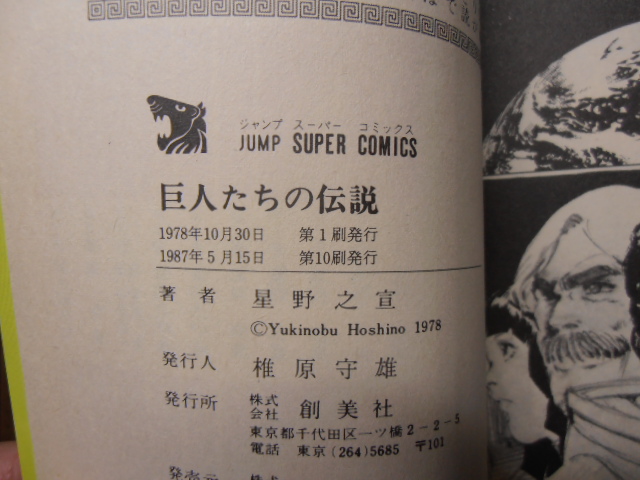 ジャンプ スーパー コミックス
JUMP SUPER COMICS
巨人たちの伝説
1978年10月30日 第1刷発行
1987年5月15日 第10刷発行
著者 星野之宣
©Yukinobu Hoshino 1978
発行人 椎原守雄
発行所 株式会社 創美社
東京都千代田区一ツ橋2-2-5
電話 東京(264)5685 〒101